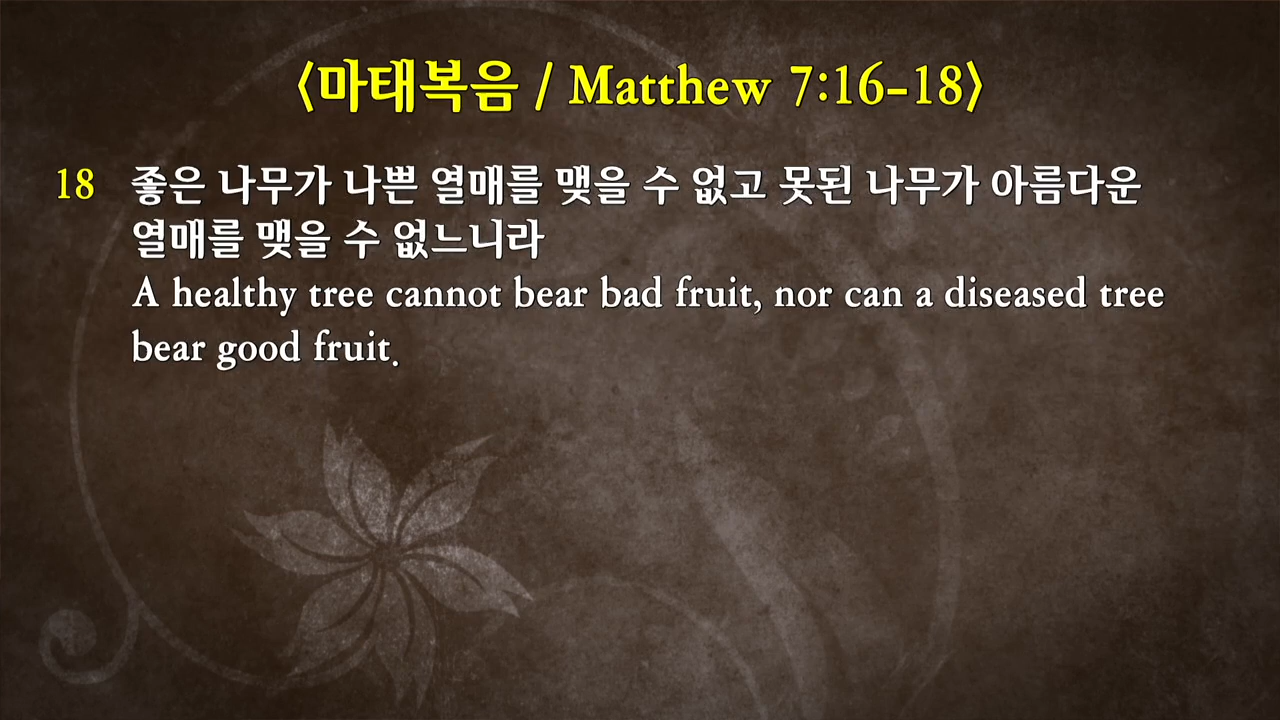 〈마태복음 / Matthew 7:16-18〉
18 좋은 나무가 나쁜 열매를 맺을 수 없고 못된 나무가 아름다운
열매를 맺을 수 없느니라
A healthy tree cannot bear bad fruit, nor can a diseased tree
bear good fruit.